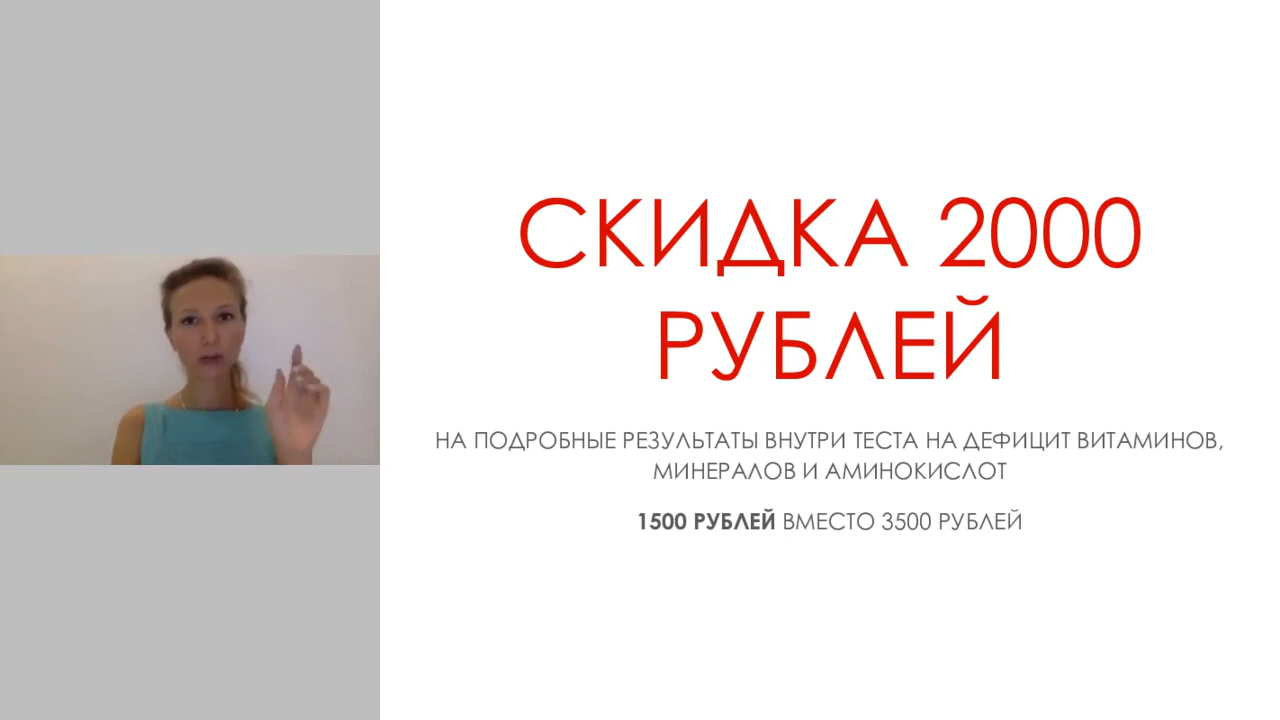 СКИДКА 2000
РУБЛЕЙ
НА ПОДРОБНЫЕ РЕЗУЛЬТАТЫ ВНУТРИ ТЕСТА НА ДЕФИЦИТ ВИТАМИНОВ,
МИНЕРАЛОВ И АМИНОКИСЛОТ
1500 РУБЛЕЙ ВМЕСТО 3500 РУБЛЕЙ